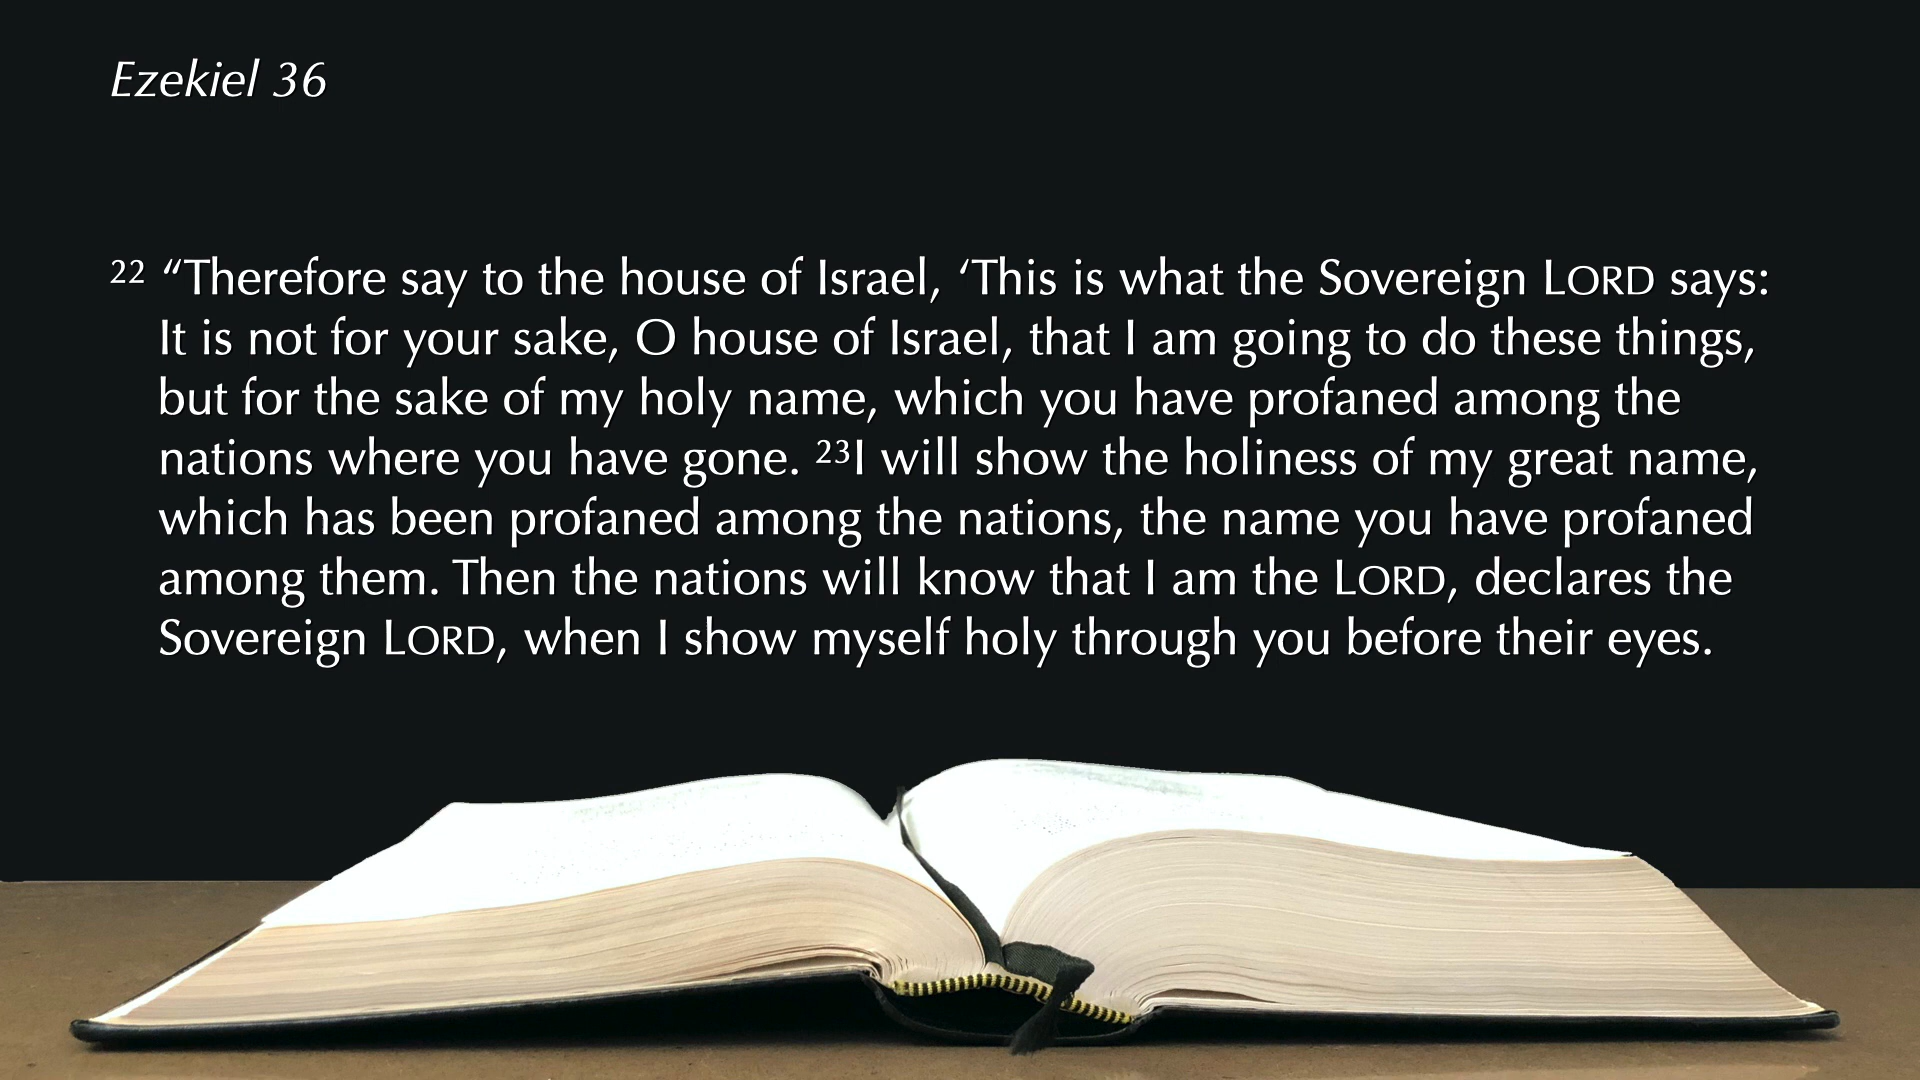 Ezekiel 36
22 “Therefore say to the house of Israel, ‘This is what the Sovereign LORD says:
It is not for your sake, O house of Israel, that I am going to do these things,
but for the sake of my holy name, which you have profaned among the
nations where you have gone. 23I will show the holiness of my great name,
which has been profaned among the nations, the name you have profaned
among them. Then the nations will know that I am the LORD, declares the
Sovereign LORD, when I show myself holy through you before their eyes.